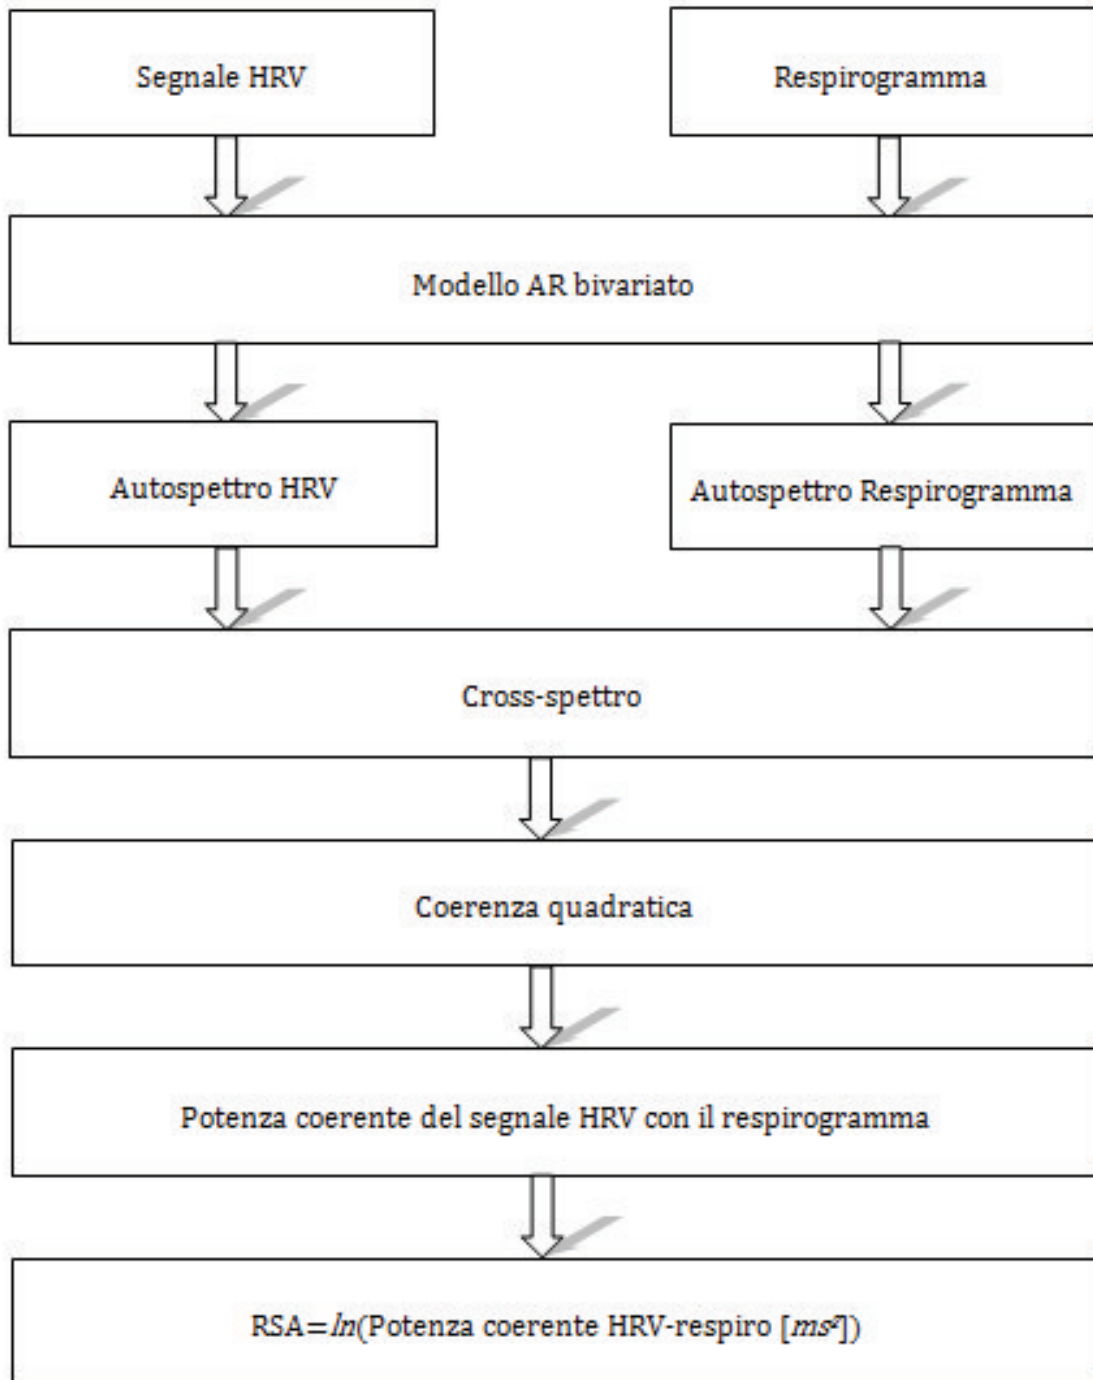 Segnale HRV
Respirogramma
Modello AR bivariato
Autospettro HRV
Autospettro Respirogramma
Cross-spettro
Coerenza quadratica
Potenza coerente del segnale HRV con il respirogramma
RSA=ln(Potenza coerente HRV-respiro [ms²])